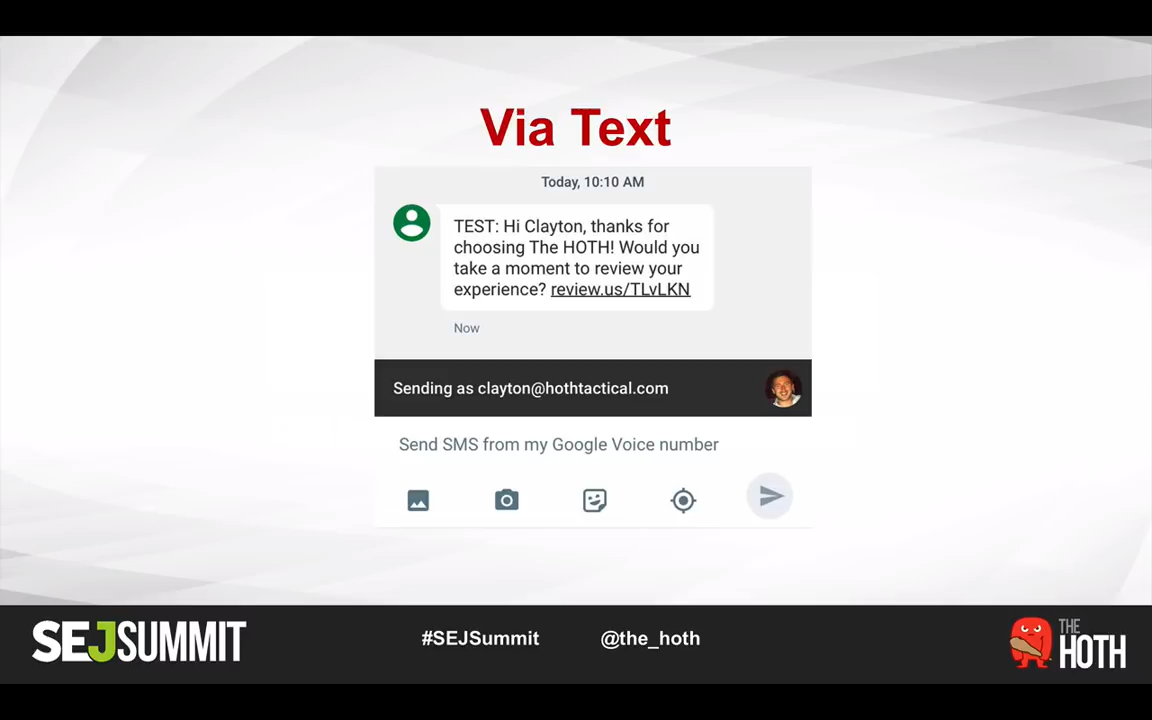 Via Text
Today, 10:10 AM
TEST: Hi Clayton, thanks for
choosing The HOTH! Would you
take a moment to review your
experience? review.us/TLvLKN
Now
Sending as clayton@hothtactical.com
Send SMS from my Google Voice number
SEJSUMMIT
#SEJSummit
@the_hoth
THE
HOTH